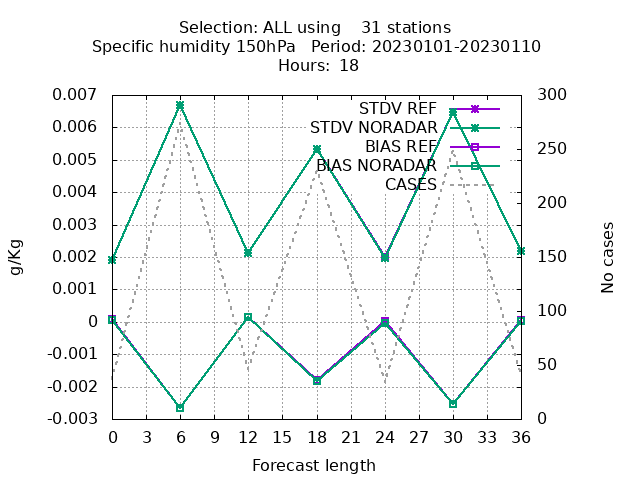 Selection: ALL using    31 stations
Specific humidity 150hPa   Period: 20230101-20230110
Hours:  18
STDV REF
STDV NORADAR
BIAS REF
BIAS NORADAR
CASES
0.007
0.006
0.005
0.004
0.003
0.002
0.001
0
-0.001
-0.002
-0.003
g/Kg
300
250
200
150
100
50
0
No cases
0 3 6 9 12 15 18 21 24 27 30 33 36
Forecast length